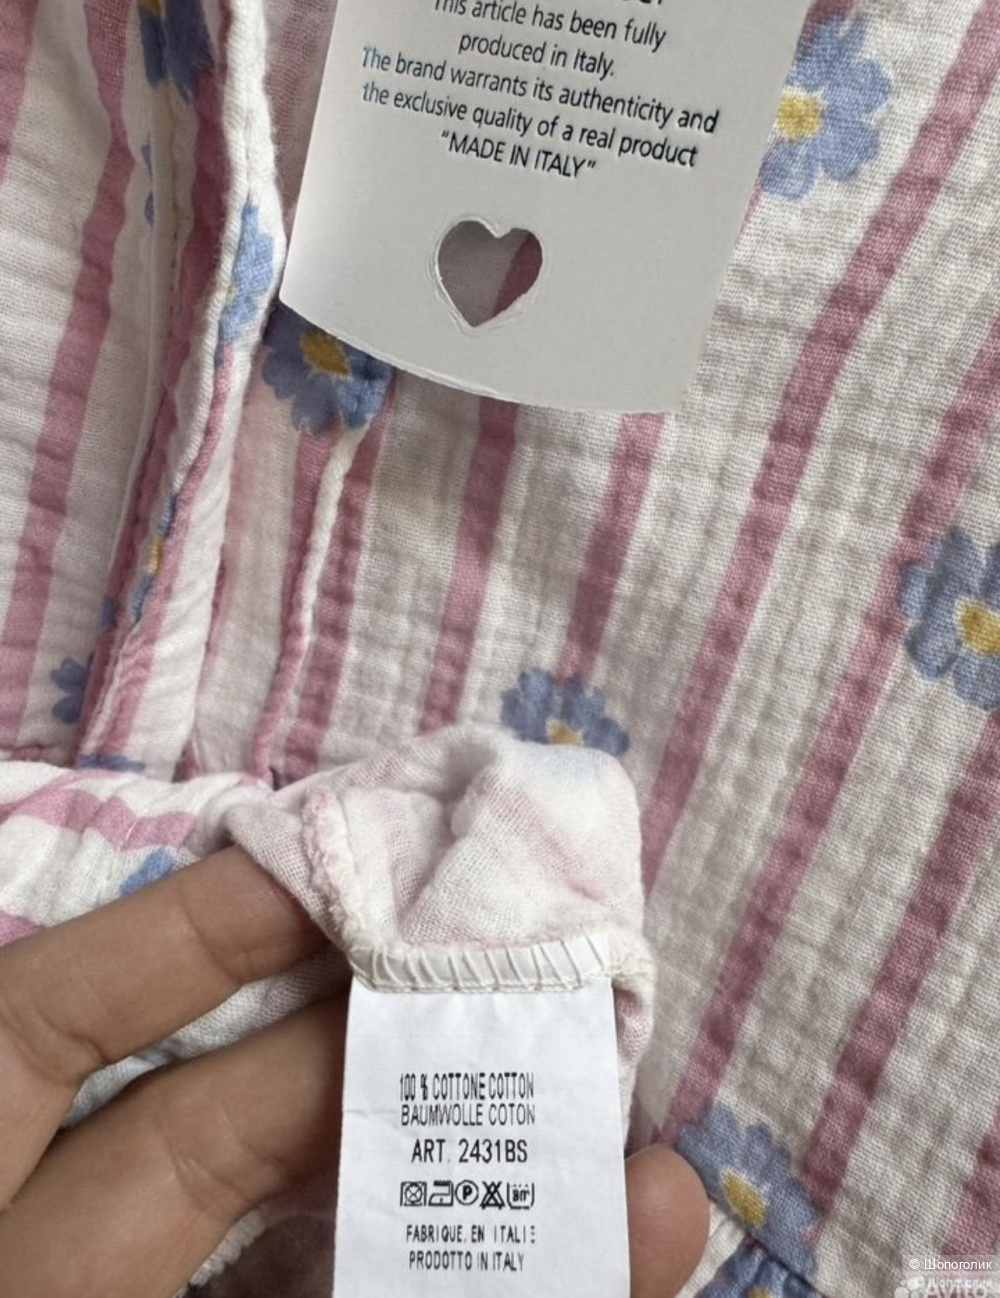 This article has been fully
produced in Italy.
The brand warrants its authenticity and
the exclusive quality of a real product
"MADE IN ITALY"
100 % COTTONE COTTON
BAUMWOLLE COTON
ART. 2431BS
P
FABRIQUE EN ITALIE
PRODOTTO IN ITALY
© Шопоголик
Avito